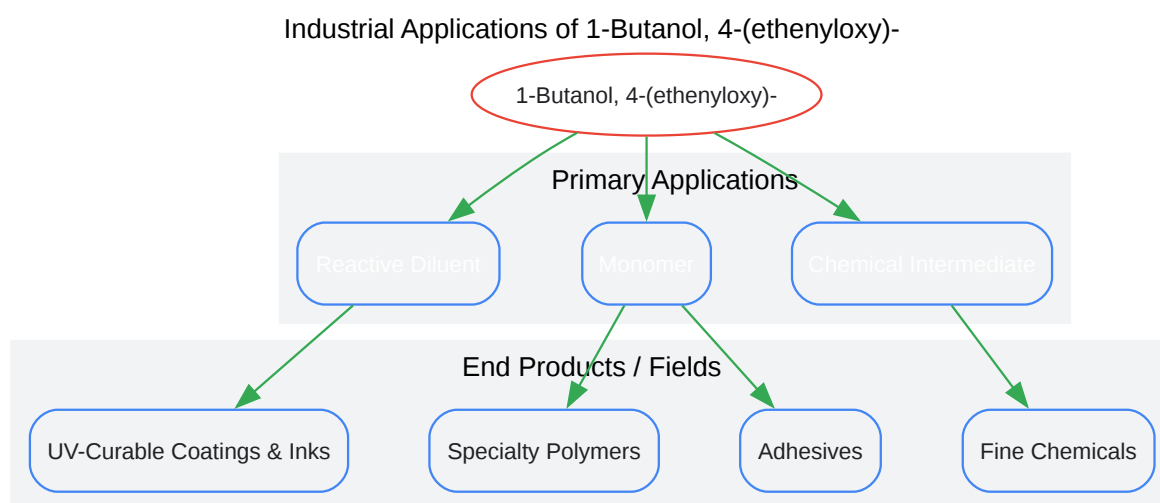 Industrial Applications of 1-Butanol, 4-(ethenyloxy)-
1-Butanol, 4-(ethenyloxy)-
Primary Applications
Reactive Diluent
Monomer
Chemical Intermediate
End Products / Fields
UV-Curable Coatings & Inks
Specialty Polymers
Adhesives
Fine Chemicals